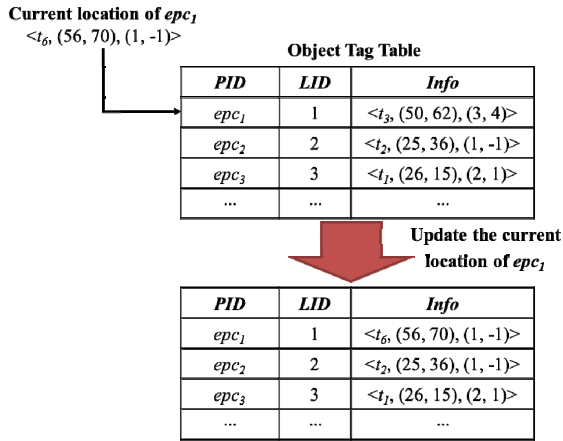 Current location of epc1
<t6, (56, 70), (1, -1)>
Object Tag Table
PID LID Info
epc1 1 <t3, (50, 62), (3, 4)>
epc2 2 <t2, (25, 36), (1, -1)>
epc3 3 <t1, (26, 15), (2, 1)>
... ... ...
Update the current
location of epc1
PID LID Info
epc1 1 <t6, (56, 70), (1, -1)>
epc2 2 <t2, (25, 36), (1, -1)>
epc3 3 <t1, (26, 15), (2, 1)>
... ... ...